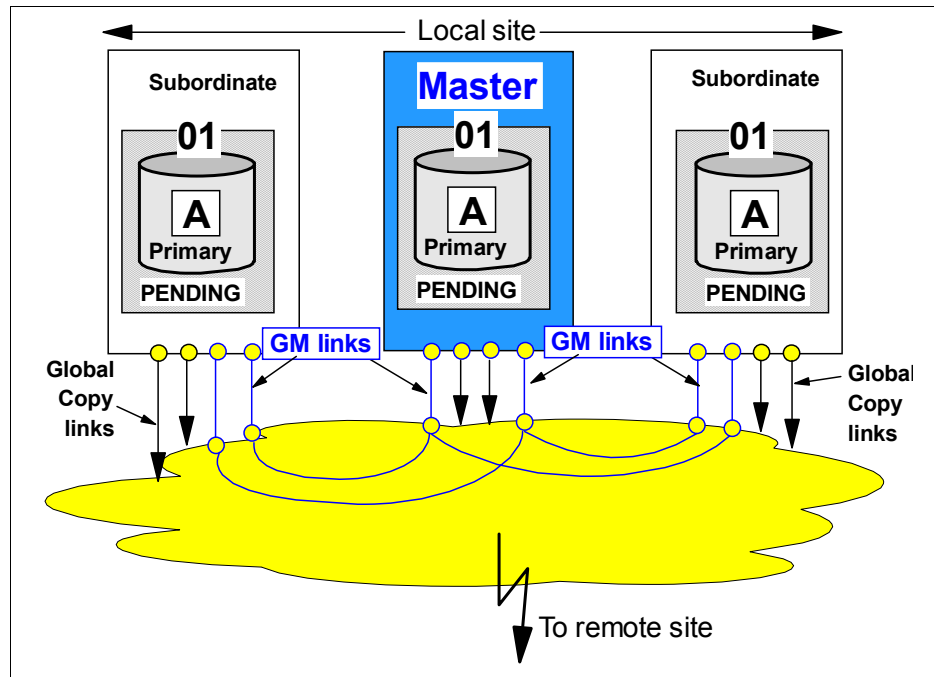 Local site
Subordinate
Master
Subordinate
01
01
01
A
A
A
Primary
Primary
Primary
PENDING
PENDING
PENDING
GM links
GM links
Global
Copy
links
Global
Copy
links
To remote site